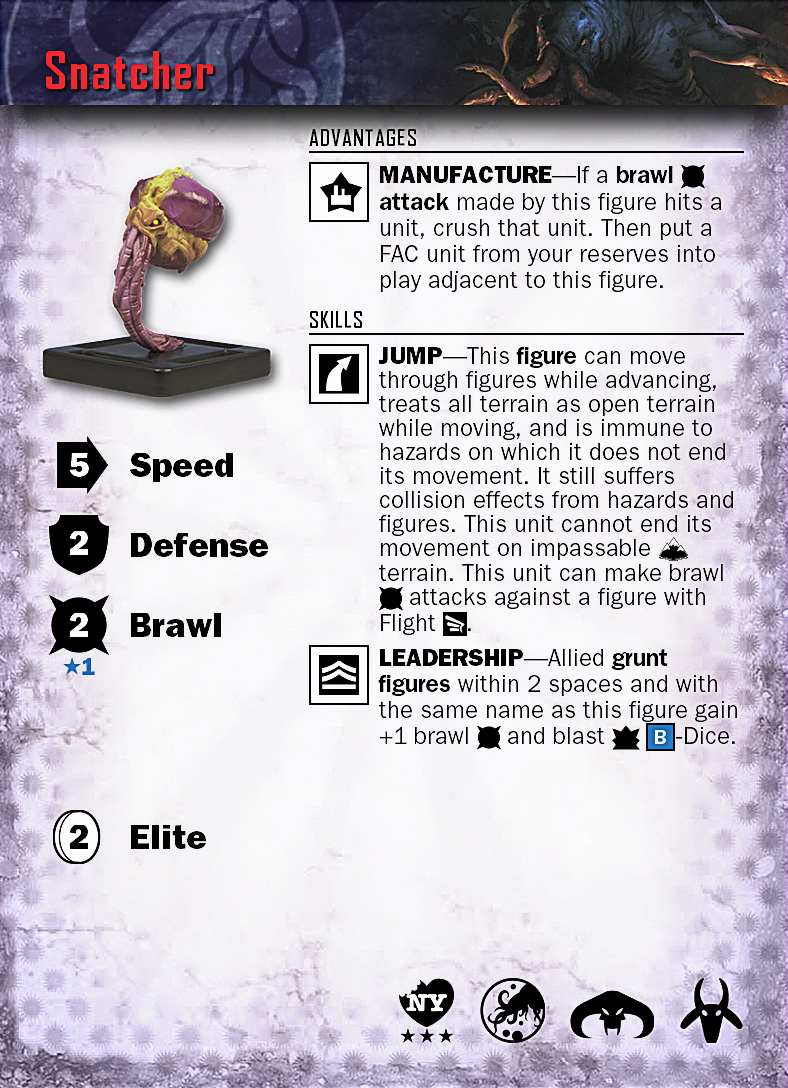 Snatcher
ADVANTAGES
MANUFACTURE—If a brawl
attack made by this figure hits a
unit, crush that unit. Then put a
FAC unit from your reserves into
play adjacent to this figure.
SKILLS
JUMP—This figure can move
through figures while advancing,
treats all terrain as open terrain
while moving, and is immune to
hazards on which it does not end
its movement. It still suffers
collision effects from hazards and
figures. This unit cannot end its
movement on impassable
terrain. This unit can make brawl
attacks against a figure with
Flight .
LEADERSHIP—Allied grunt
figures within 2 spaces and with
the same name as this figure gain
+1 brawl and blast B-Dice.
5 Speed
2 Defense
2 Brawl
★1
2 Elite
NY
★★★